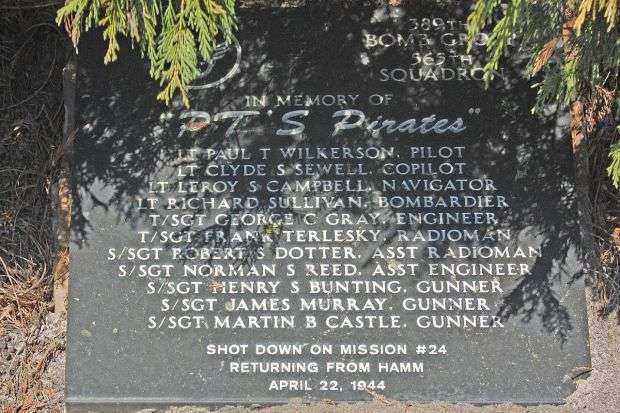 389TH
BOMB GROUP
565TH
SQUADRON
IN MEMORY OF
"P.T.'S Pirates"
LT PAUL T WILKERSON, PILOT
LT CLYDE S SEWELL, COPILOT
LT LEROY S CAMPBELL, NAVIGATOR
LT RICHARD SULLIVAN, BOMBARDIER
T/SGT GEORGE C GRAY, ENGINEER
T/SGT FRANK TERLESKY, RADIOMAN
S/SGT ROBERT S DOTTER, ASST RADIOMAN
S/SGT NORMAN S REED, ASST ENGINEER
S/SGT HENRY S BUNTING, GUNNER
S/SGT JAMES MURRAY, GUNNER
S/SGT MARTIN B CASTLE, GUNNER
SHOT DOWN ON MISSION #24
RETURNING FROM HAMM
APRIL 22, 1944